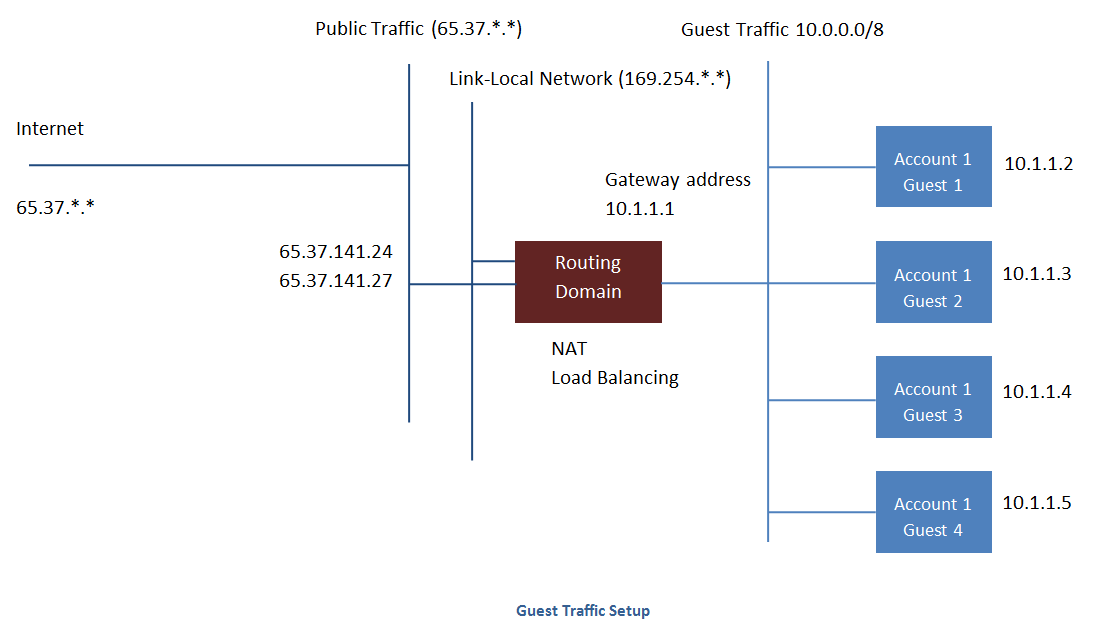 Public Traffic (65.37.*.*)
Guest Traffic 10.0.0.0/8
Link-Local Network (169.254.*.*)
Internet
65.37.*.*
Gateway address
10.1.1.1
65.37.141.24
65.37.141.27
Routing
Domain
NAT
Load Balancing
Account 1
Guest 1
10.1.1.2
Account 1
Guest 2
10.1.1.3
Account 1
Guest 3
10.1.1.4
Account 1
Guest 4
10.1.1.5
Guest Traffic Setup